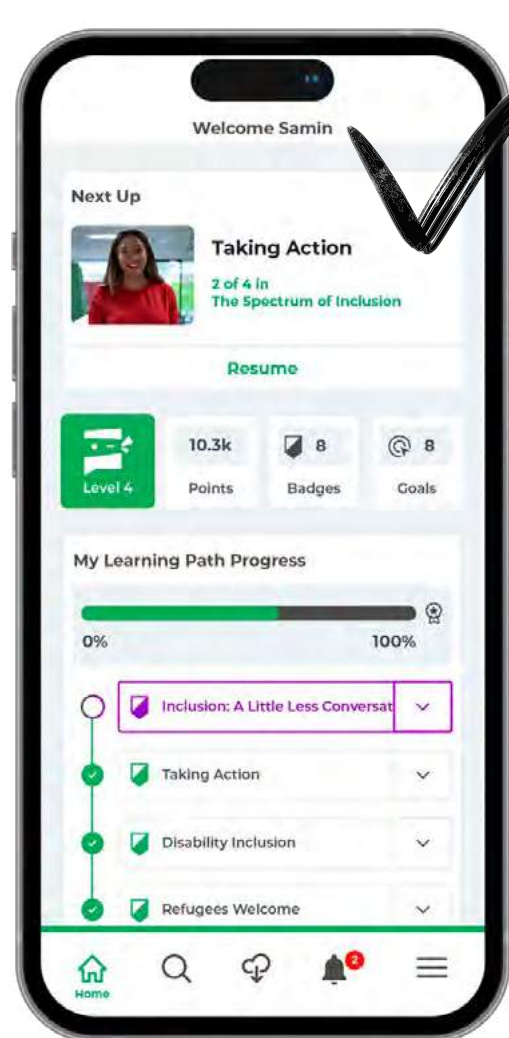 Welcome Samin
Next Up
Taking Action
2 of 4 in
The Spectrum of Inclusion
Resume
Level 4
10.3k
Points
8
Badges
8
Goals
My Learning Path Progress
0%
100%
Inclusion: A Little Less Conversat
Taking Action
Disability Inclusion
Refugees Welcome
2
Home